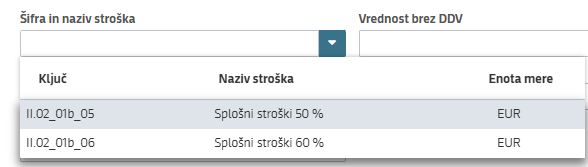 Šifra in naziv stroška Vrednost brez DDV
Ključ Naziv stroška Enota mere
II.02_01b_05 Splošni stroški 50 % EUR
II.02_01b_06 Splošni stroški 60 % EUR